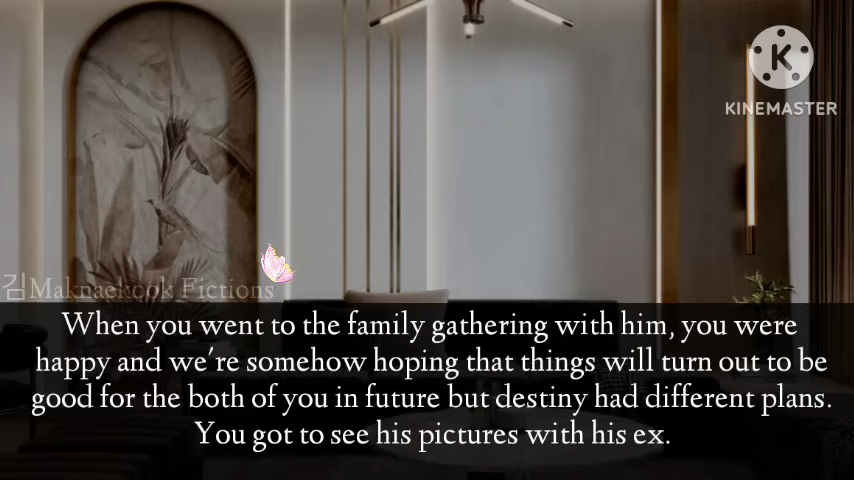 KINEMASTER
김Maknaekook Fictions
When you went to the family gathering with him, you were
happy and we're somehow hoping that things will turn out to be
good for the both of you in future but destiny had different plans.
You got to see his pictures with his ex.